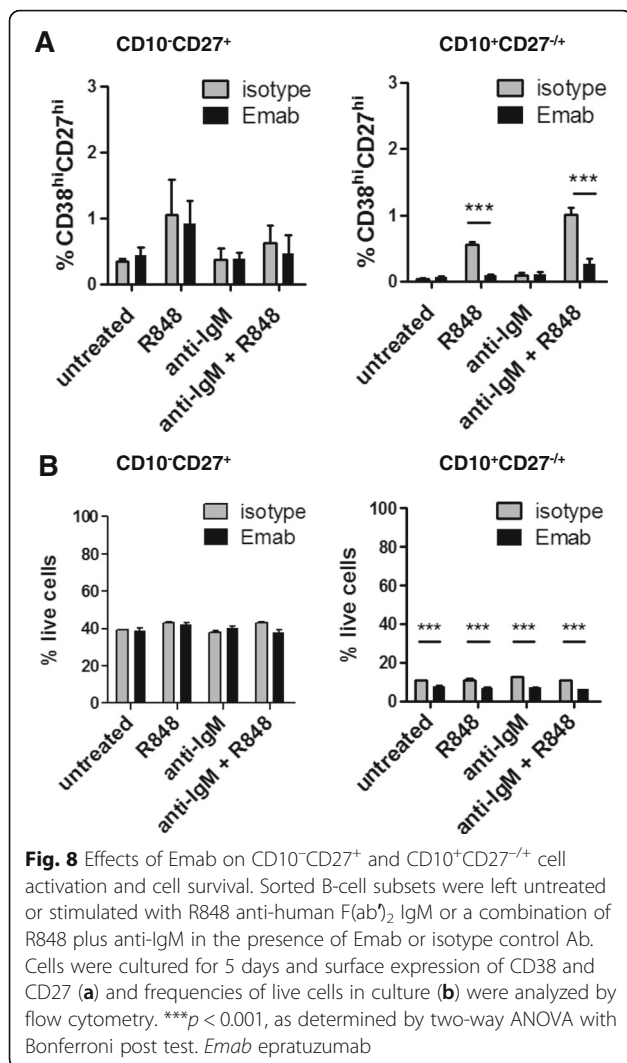 A
CD10⁻CD27⁺
CD10⁺CD27⁻/⁺
% CD38ʰⁱCD27ʰⁱ
3
2
1
0
isotype
Emab
untreated
R848
anti-IgM
anti-IgM + R848
% CD38ʰⁱCD27ʰⁱ
3
2
1
0
isotype
Emab
***
***
untreated
R848
anti-IgM
anti-IgM + R848
B
CD10⁻CD27⁺
CD10⁺CD27⁻/⁺
% live cells
100
80
60
40
20
0
isotype
Emab
untreated
R848
anti-IgM
anti-IgM + R848
% live cells
100
80
60
40
20
0
isotype
Emab
*** *** *** ***
untreated
R848
anti-IgM
anti-IgM + R848
Fig. 8 Effects of Emab on CD10⁻CD27⁺ and CD10⁺CD27⁻/⁺ cell
activation and cell survival. Sorted B-cell subsets were left untreated
or stimulated with R848 anti-human F(ab′)₂ IgM or a combination of
R848 plus anti-IgM in the presence of Emab or isotype control Ab.
Cells were cultured for 5 days and surface expression of CD38 and
CD27 (a) and frequencies of live cells in culture (b) were analyzed by
flow cytometry. ***p < 0.001, as determined by two-way ANOVA with
Bonferroni post test. Emab epratuzumab